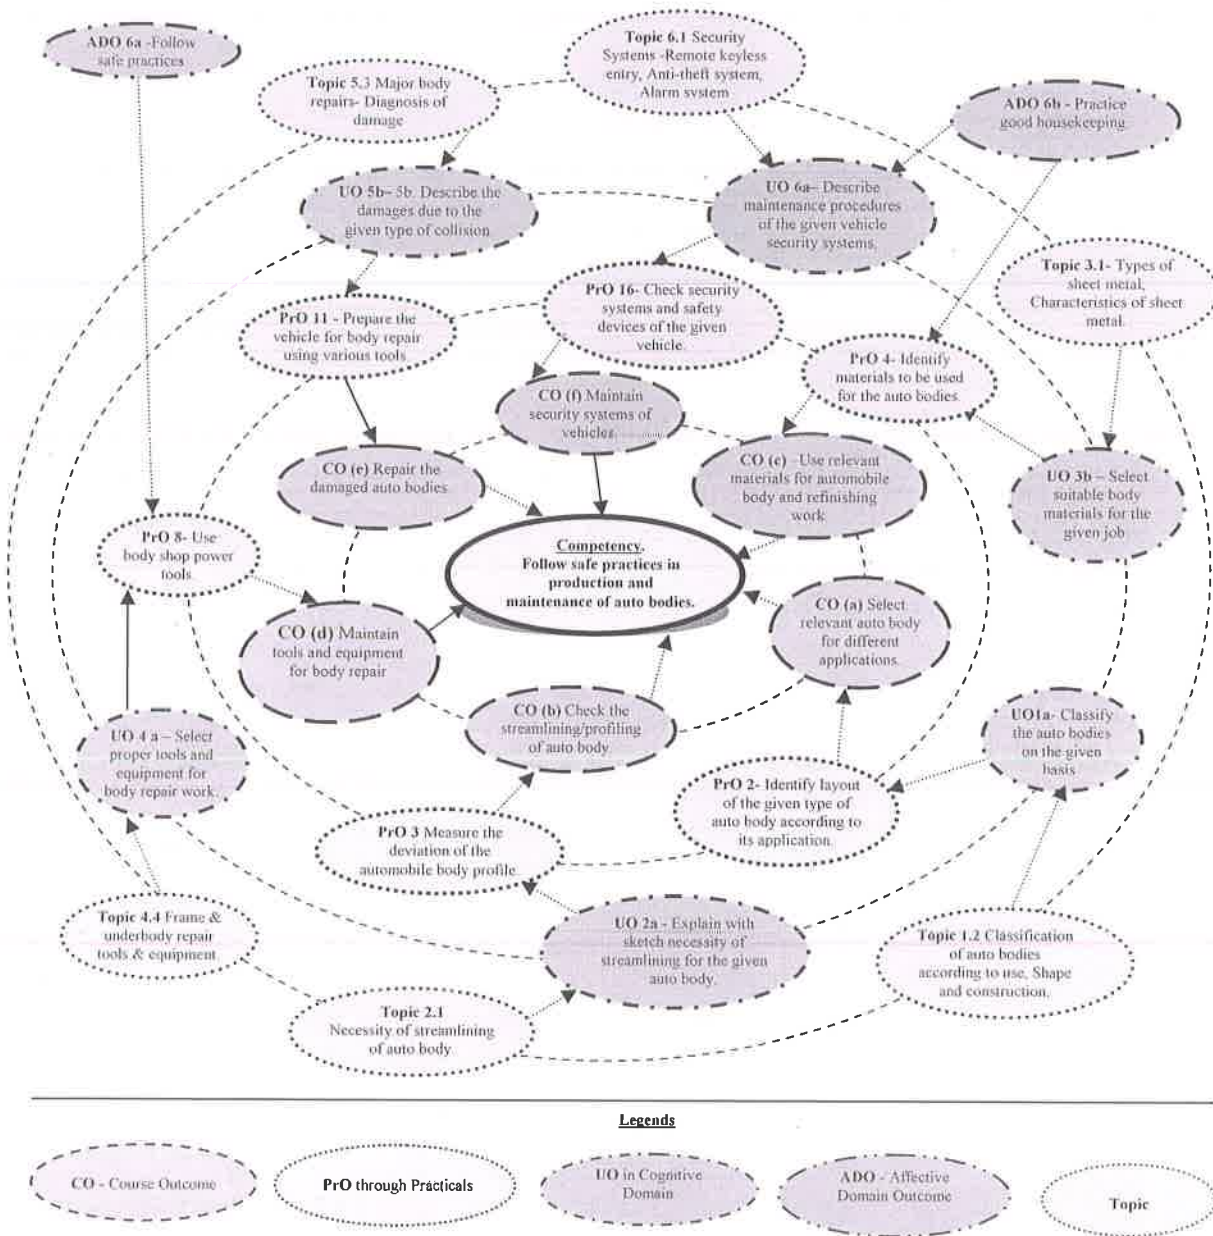 ADO 6a -Follow
safe practices
Topic 6.1 Security
Systems -Remote keyless
entry, Anti-theft system,
Alarm system
Topic 5.3 Major body
repairs- Diagnosis of
damage
ADO 6b - Practice
good housekeeping.
UO 5b– 5b. Describe the
damages due to the
given type of collision
UO 6a– Describe
maintenance procedures
of the given vehicle
security systems.
Topic 3.1- Types of
sheet metal,
Characteristics of sheet
metal.
PrO 16- Check security
systems and safety
devices of the given
vehicle.
PrO 11 - Prepare the
vehicle for body repair
using various tools.
PrO 4- Identify
materials to be used
for the auto bodies.
CO (f) Maintain
security systems of
vehicles.
CO (e) Repair the
damaged auto bodies.
CO (c) –Use relevant
materials for automobile
body and refinishing
work
UO 3b – Select
suitable body
materials for the
given job
PrO 8- Use
body shop power
tools.
Competency.
Follow safe practices in
production and
maintenance of auto bodies.
CO (a) Select
relevant auto body
for different
applications.
CO (d) Maintain
tools and equipment
for body repair
CO (b) Check the
streamlining/profiling
of auto body.
UO1a- Classify
the auto bodies
on the given
basis
UO 4 a – Select
proper tools and
equipment for
body repair work.
PrO 2- Identify layout
of the given type of
auto body according to
its application.
PrO 3 Measure the
deviation of the
automobile body profile.
Topic 4.4 Frame &
underbody repair
tools & equipment
UO 2a - Explain with
sketch necessity of
streamlining for the given
auto body.
Topic 1.2 Classification
of auto bodies
according to use, Shape
and construction.
Topic 2.1
Necessity of streamlining
of auto body
Legends
CO - Course Outcome
PrO through Practicals
UO in Cognitive
Domain
ADO - Affective
Domain Outcome
Topic